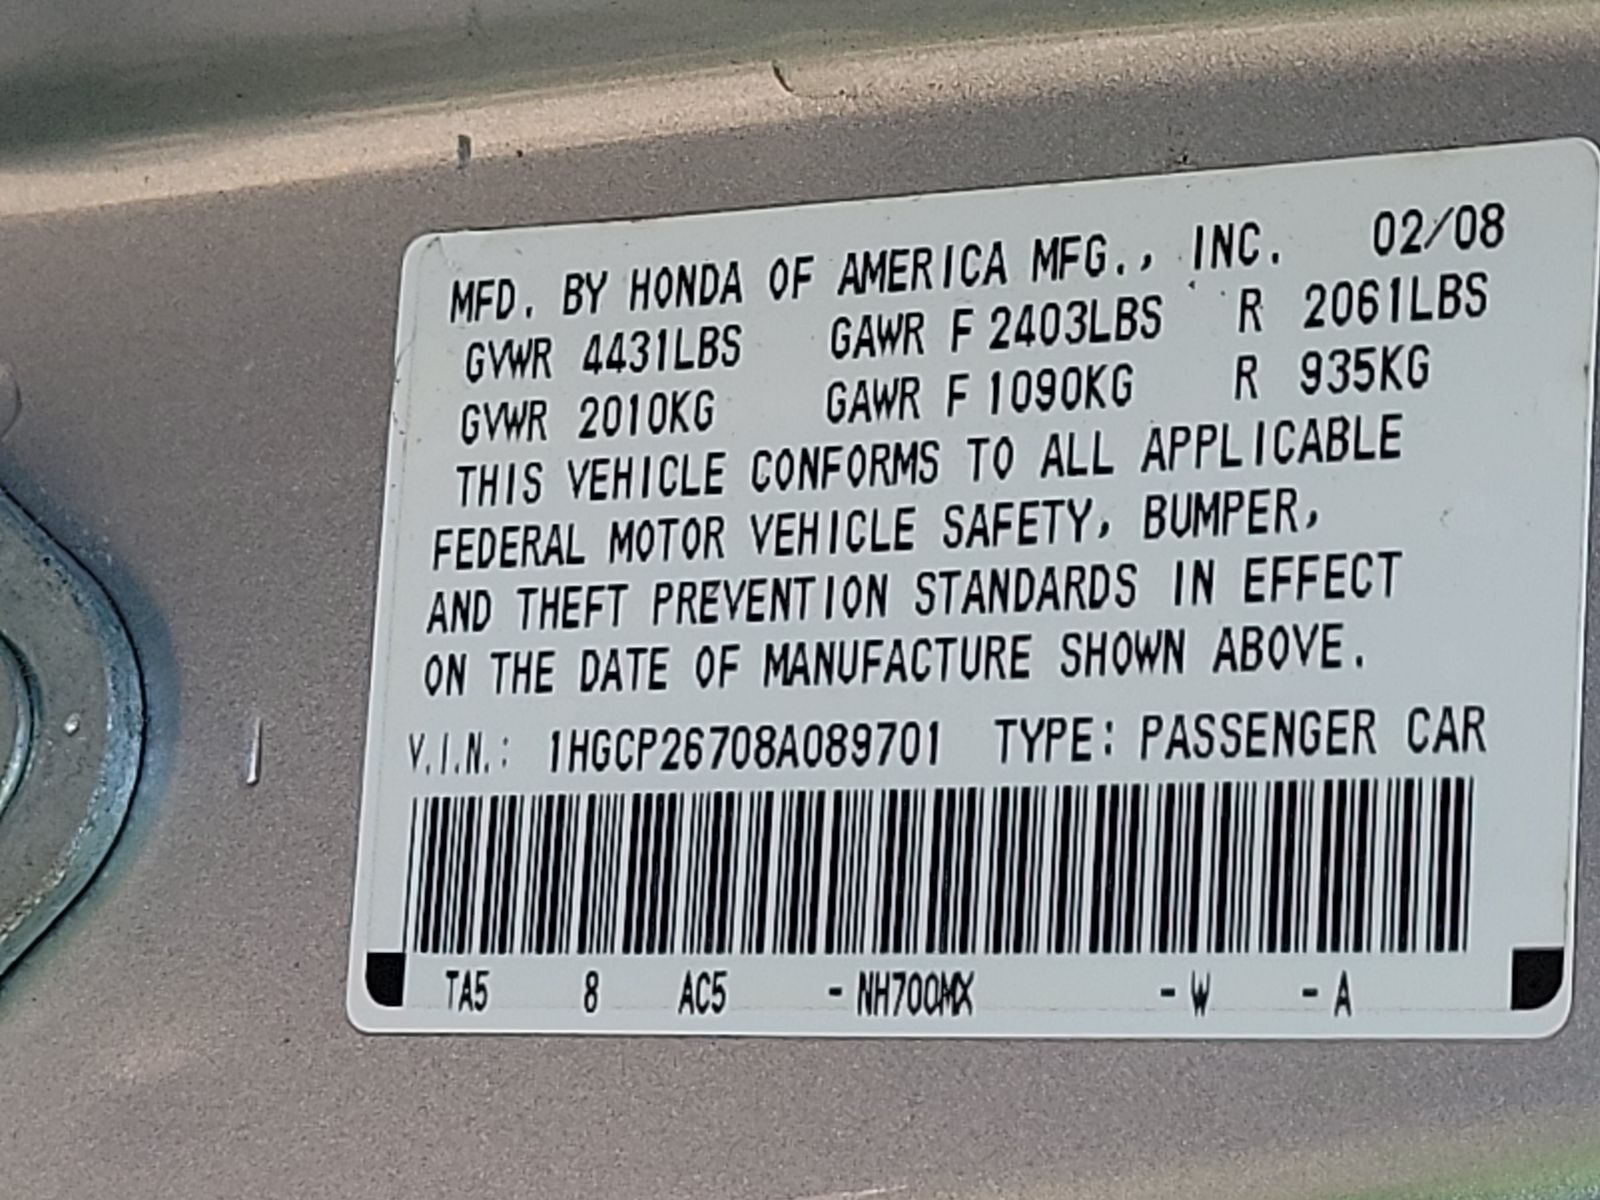 MFD. BY HONDA OF AMERICA MFG., INC. 02/08
GVWR 4431LBS GAWR F 2403LBS R 2061LBS
GVWR 2010KG GAWR F 1090KG R 935KG
THIS VEHICLE CONFORMS TO ALL APPLICABLE
FEDERAL MOTOR VEHICLE SAFETY, BUMPER,
AND THEFT PREVENTION STANDARDS IN EFFECT
ON THE DATE OF MANUFACTURE SHOWN ABOVE.
V.I.N.: 1HGCP26708A089701 TYPE: PASSENGER CAR
TA5 8 AC5 - NH700MX - W - A